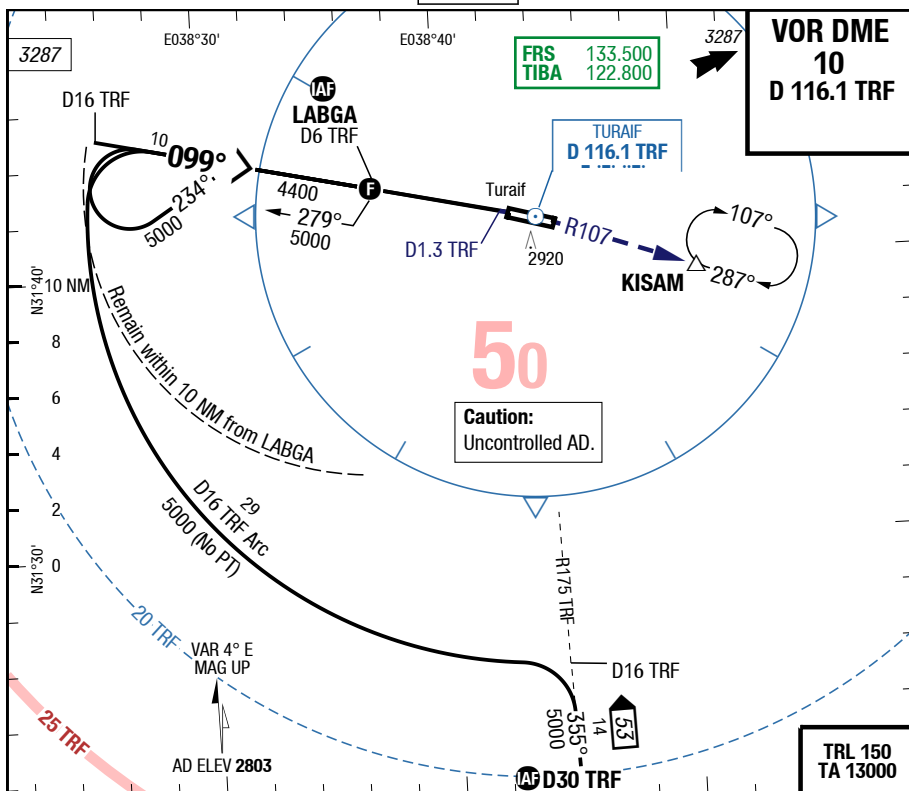 3287
E038°30'
E038°40'
FRS 133.500
TIBA 122.800
3287
VOR DME
10
D 116.1 TRF
D16 TRF
IAF
LABGA
D6 TRF
TURAIF
D 116.1 TRF
10
099°
234°
5000
4400
F
279°
5000
Turaif
D1.3 TRF
2920
R107
KISAM
107°
287°
N31°40'
10 NM
8
6
4
2
0
N31°30'
Remain within 10 NM from LABGA
50
Caution:
Uncontrolled AD.
29
D16 TRF Arc
5000 (No PT)
R175 TRF
20 TRF
VAR 4° E
MAG UP
D16 TRF
25 TRF
355°
5000
14
53
AD ELEV 2803
IAF D30 TRF
TRL 150
TA 13000